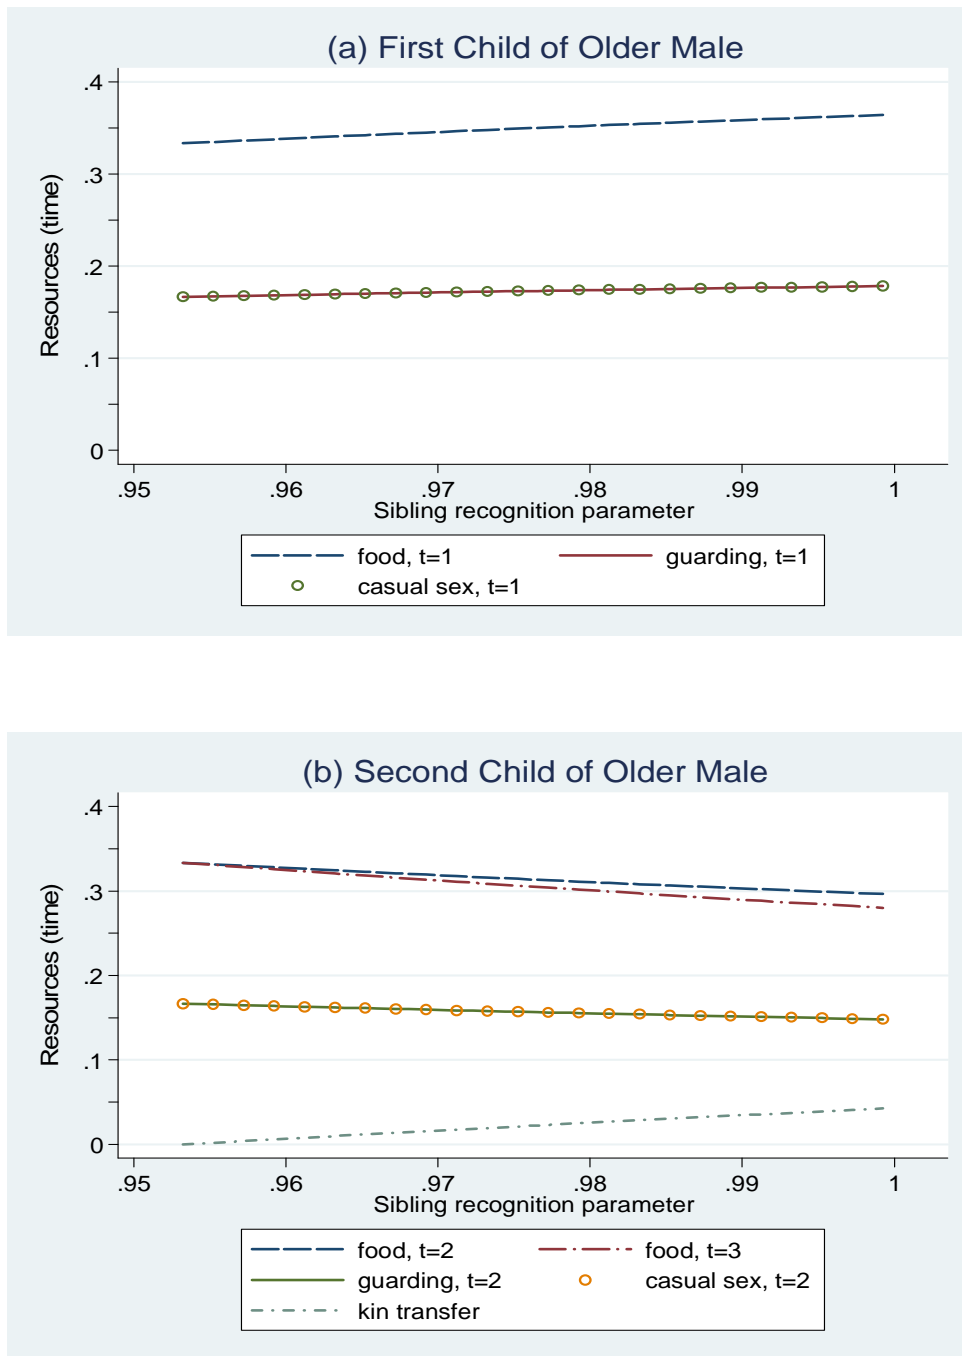 (a) First Child of Older Male
Resources (time)
.4
.3
.2
.1
0
.95 .96 .97 .98 .99 1
Sibling recognition parameter
food, t=1 guarding, t=1
casual sex, t=1
(b) Second Child of Older Male
Resources (time)
.4
.3
.2
.1
0
.95 .96 .97 .98 .99 1
Sibling recognition parameter
food, t=2 food, t=3
guarding, t=2 casual sex, t=2
kin transfer